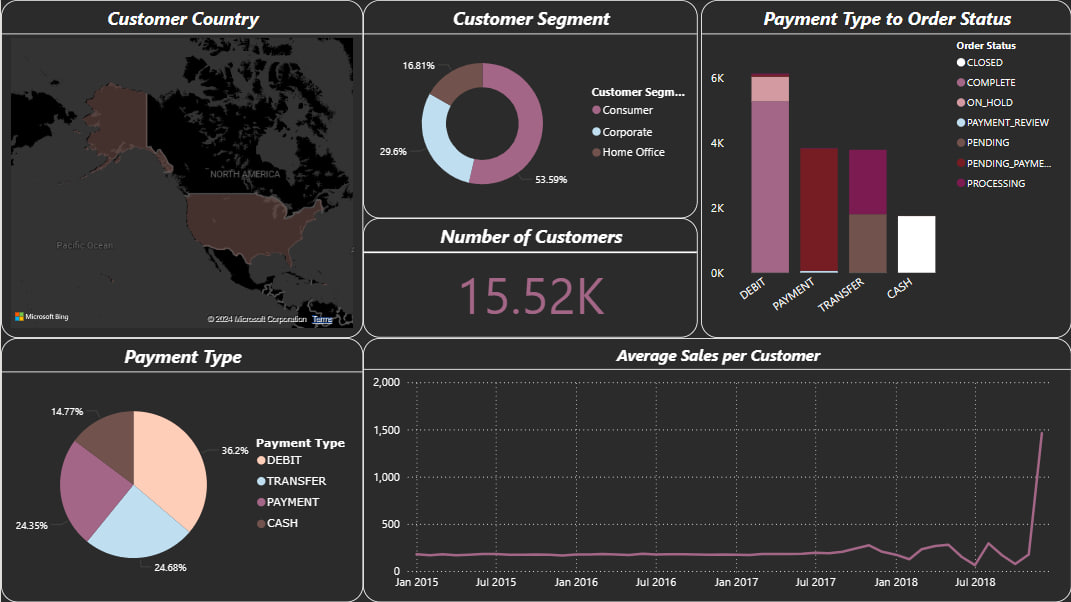 Customer Country
NORTH AMERICA
Pacific Ocean
Microsoft Bing
© 2024 Microsoft Corporation Terms
Customer Segment
16.81%
29.6%
53.59%
Customer Segm...
Consumer
Corporate
Home Office
Number of Customers
15.52K
Payment Type to Order Status
6K
4K
2K
0K
DEBIT
PAYMENT
TRANSFER
CASH
Order Status
CLOSED
COMPLETE
ON_HOLD
PAYMENT_REVIEW
PENDING
PENDING_PAYME...
PROCESSING
Payment Type
14.77%
36.2%
24.35%
24.68%
Payment Type
DEBIT
TRANSFER
PAYMENT
CASH
Average Sales per Customer
2,000
1,500
1,000
500
0
Jan 2015 Jul 2015 Jan 2016 Jul 2016 Jan 2017 Jul 2017 Jan 2018 Jul 2018